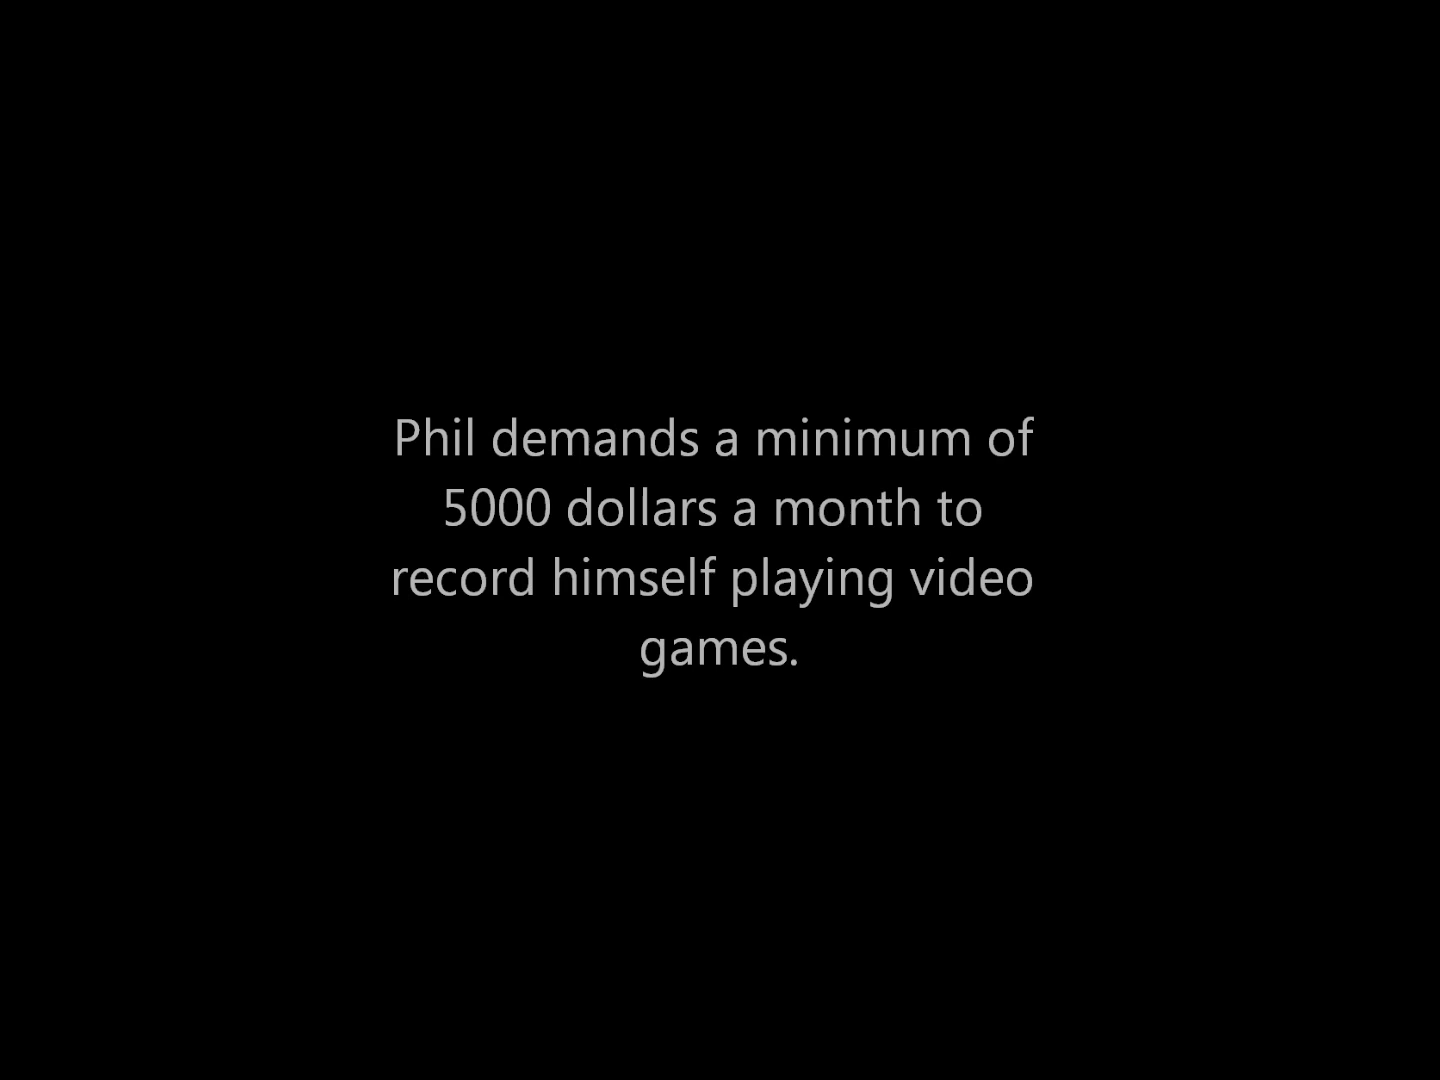 Phil demands a minimum of
5000 dollars a month to
record himself playing video
games.